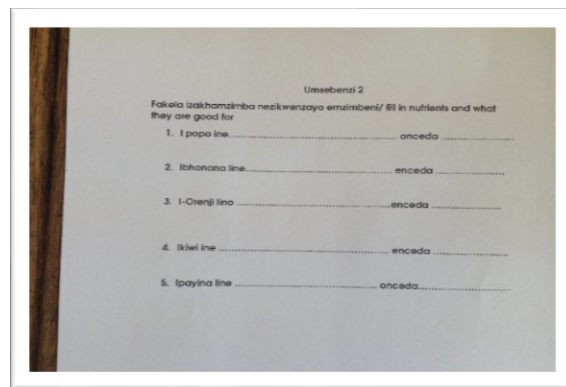 Umsebenzi 2
Fakela izakhamzimba nezikwenzayo emzimbeni/ fill in nutrients and what
they are good for
1. I popo ine........................................ onceda ....................
2. Ibhanana line........................................ enceda ....................
3. I-Orenji lino ........................................enceda ....................
4. Ikiwi ine ........................................ enceda ....................
5. Ipayina line ........................................ onceda....................